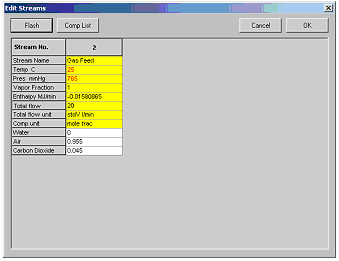 Edit Streams
Flash Comp List Cancel OK
Stream No. 2
Stream Name Gas Feed
Temp C 25
Pres mmHg 765
Vapor Fraction 1
Enthalpy MJ/min -0.01580865
Total flow 20
Total flow unit stdV l/min
Comp unit mole frac
Water 0
Air 0.955
Carbon Dioxide 0.045